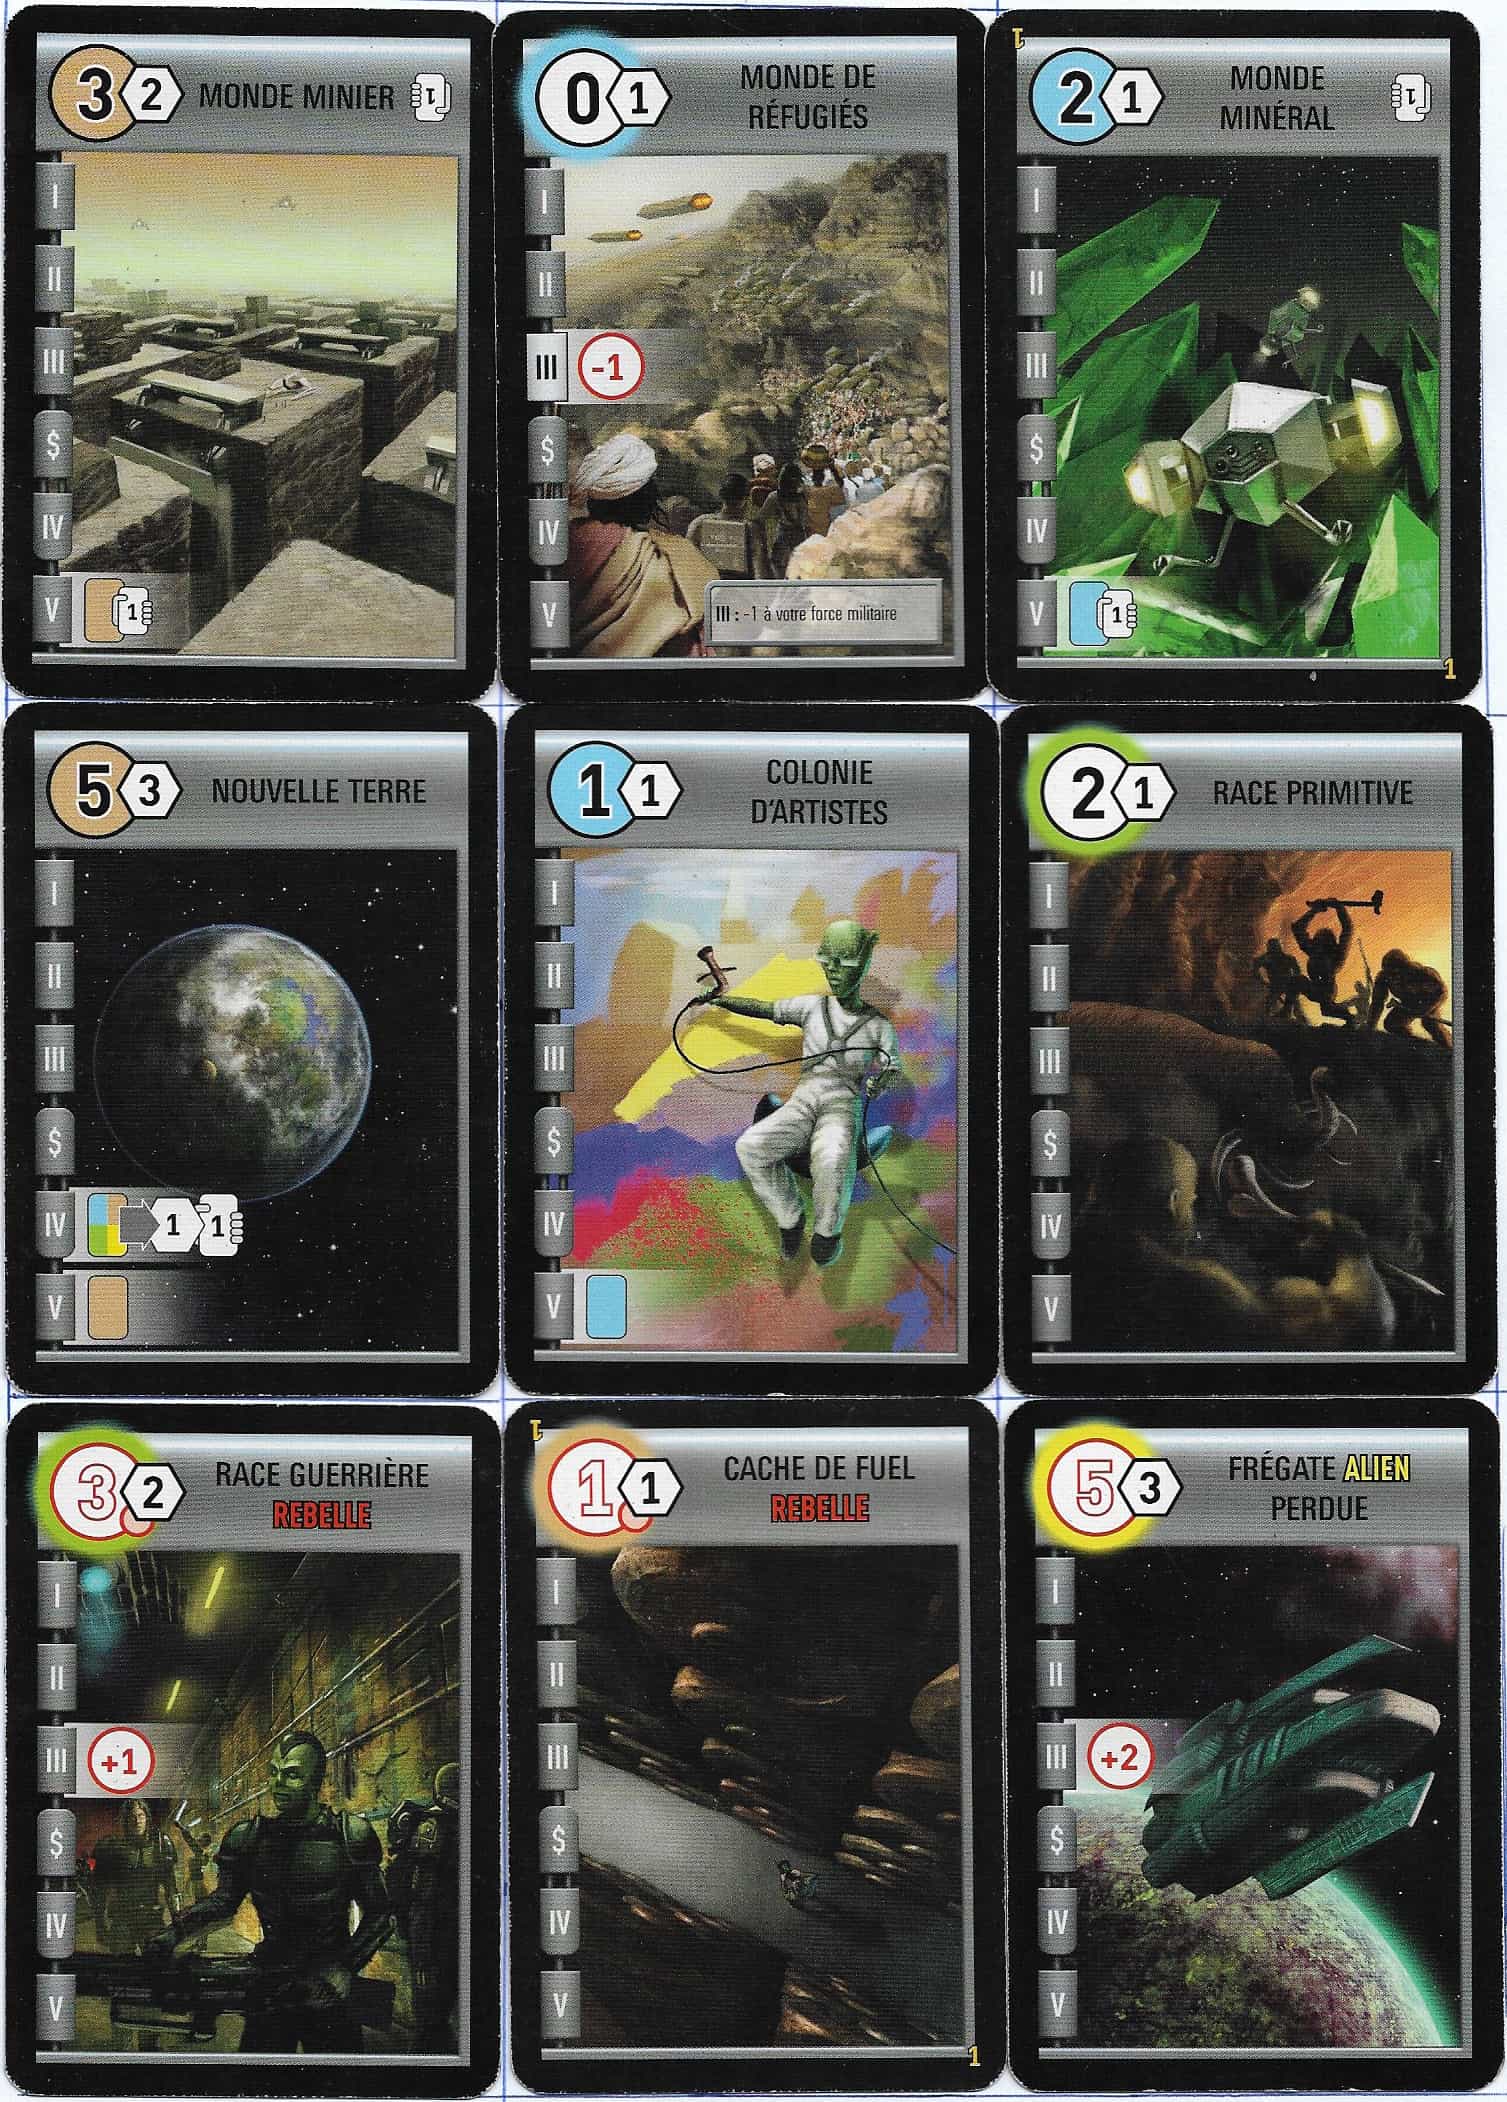 3 2 MONDE MINIER 1
I
II
III
$
IV
V 1
0 1 MONDE DE
RÉFUGIÉS
I
II
III -1
$
IV
V
III : -1 à votre force militaire
1
2 1 MONDE
MINÉRAL 1
I
II
III
$
IV
V 1
1
5 3 NOUVELLE TERRE
I
II
III
$
IV 1 1
V
1 1 COLONIE
D'ARTISTES
I
II
III
$
IV
V
2 1 RACE PRIMITIVE
I
II
III
$
IV
V
3 2 RACE GUERRIÈRE
REBELLE
I
II
III +1
$
IV
V
1
1 1 CACHE DE FUEL
REBELLE
I
II
III
$
IV
V
1
5 3 FRÉGATE ALIEN
PERDUE
I
II
III +2
$
IV
V